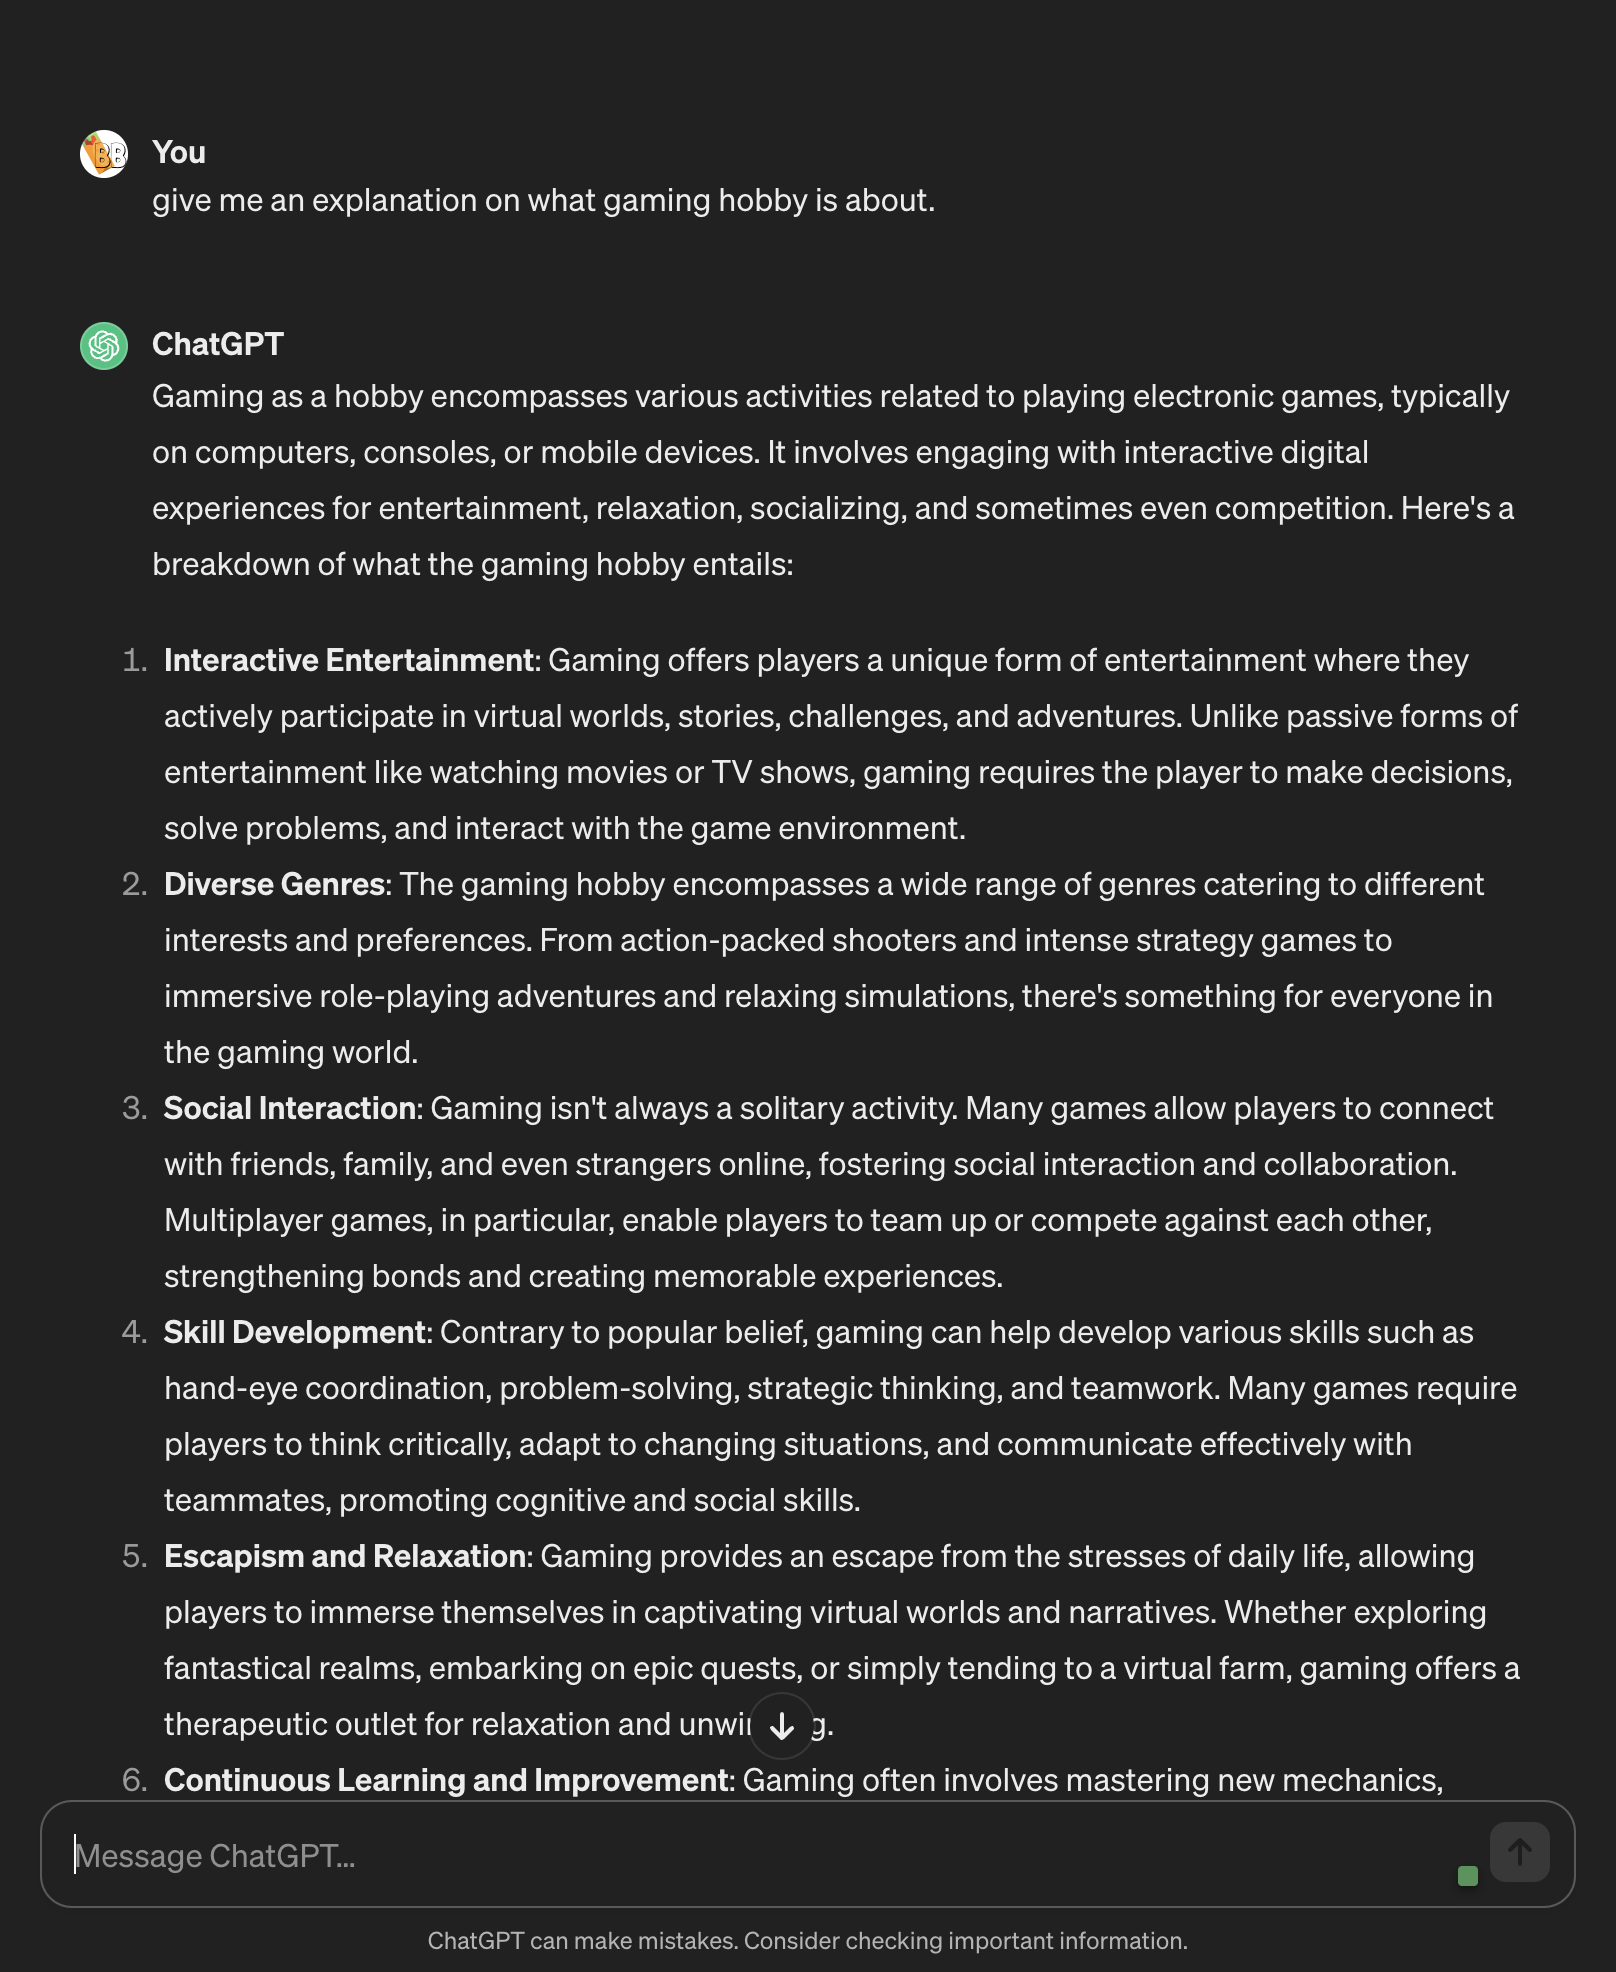 BB
You
give me an explanation on what gaming hobby is about.
ChatGPT
Gaming as a hobby encompasses various activities related to playing electronic games, typically
on computers, consoles, or mobile devices. It involves engaging with interactive digital
experiences for entertainment, relaxation, socializing, and sometimes even competition. Here's a
breakdown of what the gaming hobby entails:
1. Interactive Entertainment: Gaming offers players a unique form of entertainment where they
actively participate in virtual worlds, stories, challenges, and adventures. Unlike passive forms of
entertainment like watching movies or TV shows, gaming requires the player to make decisions,
solve problems, and interact with the game environment.
2. Diverse Genres: The gaming hobby encompasses a wide range of genres catering to different
interests and preferences. From action-packed shooters and intense strategy games to
immersive role-playing adventures and relaxing simulations, there's something for everyone in
the gaming world.
3. Social Interaction: Gaming isn't always a solitary activity. Many games allow players to connect
with friends, family, and even strangers online, fostering social interaction and collaboration.
Multiplayer games, in particular, enable players to team up or compete against each other,
strengthening bonds and creating memorable experiences.
4. Skill Development: Contrary to popular belief, gaming can help develop various skills such as
hand-eye coordination, problem-solving, strategic thinking, and teamwork. Many games require
players to think critically, adapt to changing situations, and communicate effectively with
teammates, promoting cognitive and social skills.
5. Escapism and Relaxation: Gaming provides an escape from the stresses of daily life, allowing
players to immerse themselves in captivating virtual worlds and narratives. Whether exploring
fantastical realms, embarking on epic quests, or simply tending to a virtual farm, gaming offers a
therapeutic outlet for relaxation and
6. Continuous Learning and Improvement: Gaming often involves mastering new mechanics,
Message ChatGPT...
ChatGPT can make mistakes. Consider checking important information.